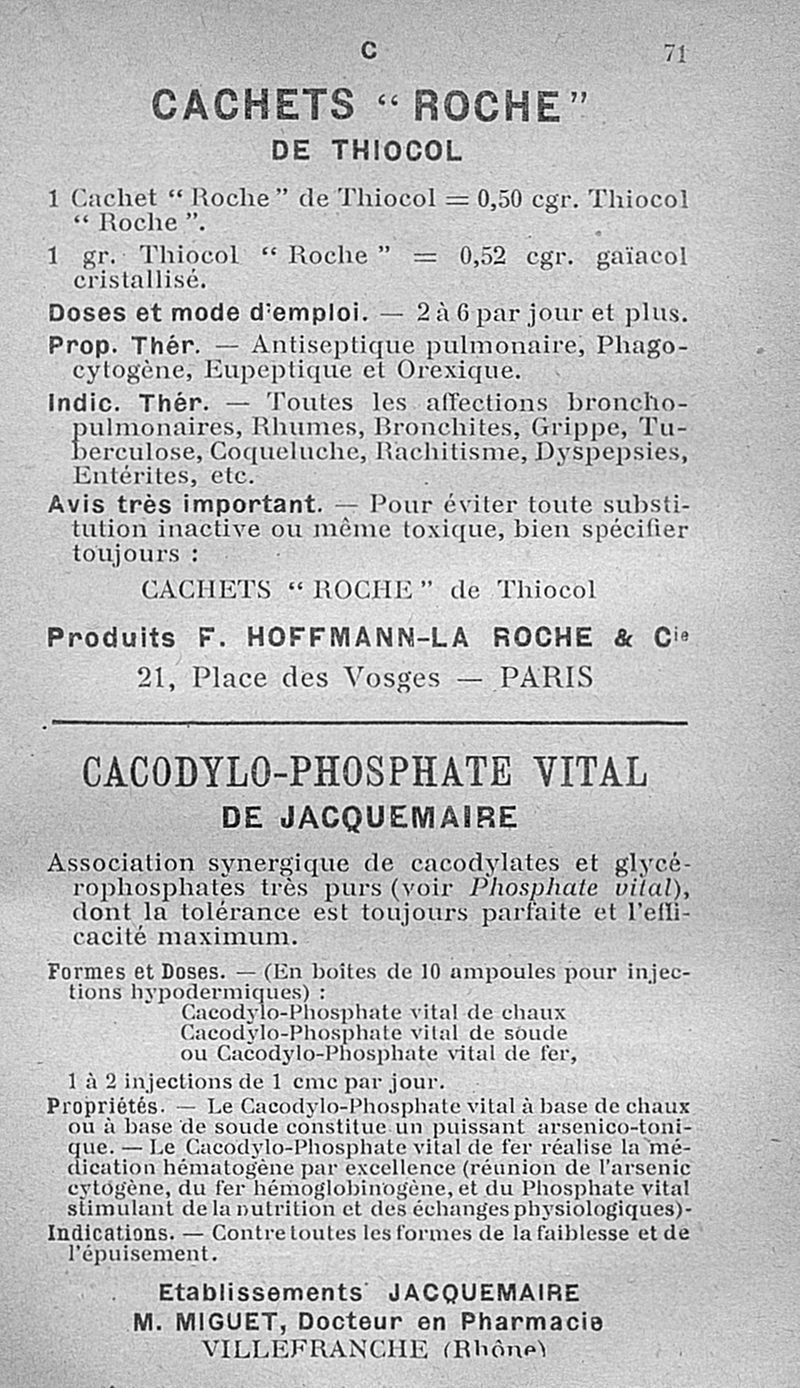 C 71
CACHETS “ ROCHE”
DE THIOCOL
1 Cachet “ Roche ” de Thiocol = 0,50 cgr. Thiocol
“ Roche ”.
1 gr. Thiocol “ Roche ” = 0,52 cgr. gaïacol
cristallisé.
Doses et mode d'emploi. — 2 à 6 par jour et plus.
Prop. Thér. — Antiseptique pulmonaire, Phago-
cytogène, Eupeptique et Orexique.
Indic. Thér. — Toutes les affections broncho-
pulmonaires, Rhumes, Bronchites, Grippe, Tu-
berculose, Coqueluche, Rachitisme, Dyspepsies,
Entérites, etc.
Avis très important. — Pour éviter toute substi-
tution inactive ou même toxique, bien spécifier
toujours :
CACHETS “ ROCHE ” de Thiocol
Produits F. HOFFMANN-LA ROCHE & Cie
21, Place des Vosges — PARIS
CACODYLO-PHOSPHATE VITAL
DE JACQUEMAIRE
Association synergique de cacodylates et glycé-
rophosphates très purs (voir Phosphate vital),
dont la tolérance est toujours parfaite et l'effi-
cacité maximum.
Formes et Doses. — (En boîtes de 10 ampoules pour injec-
tions hypodermiques) :
Cacodylo-Phosphate vital de chaux
Cacodylo-Phosphate vital de soude
ou Cacodylo-Phosphate vital de fer,
1 à 2 injections de 1 cmc par jour.
Propriétés. — Le Cacodylo-Phosphate vital à base de chaux
ou à base de soude constitue un puissant arsenico-toni-
que. — Le Cacodylo-Phosphate vital de fer réalise la mé-
dication hématogène par excellence (réunion de l'arsenic
cytogène, du fer hémoglobinogène, et du Phosphate vital
stimulant de la nutrition et des échanges physiologiques)-
Indications. — Contre toutes les formes de la faiblesse et de
l'épuisement.
Etablissements JACQUEMAIRE
M. MIGUET, Docteur en Pharmacie
VILLEFRANCHE (Rhône)